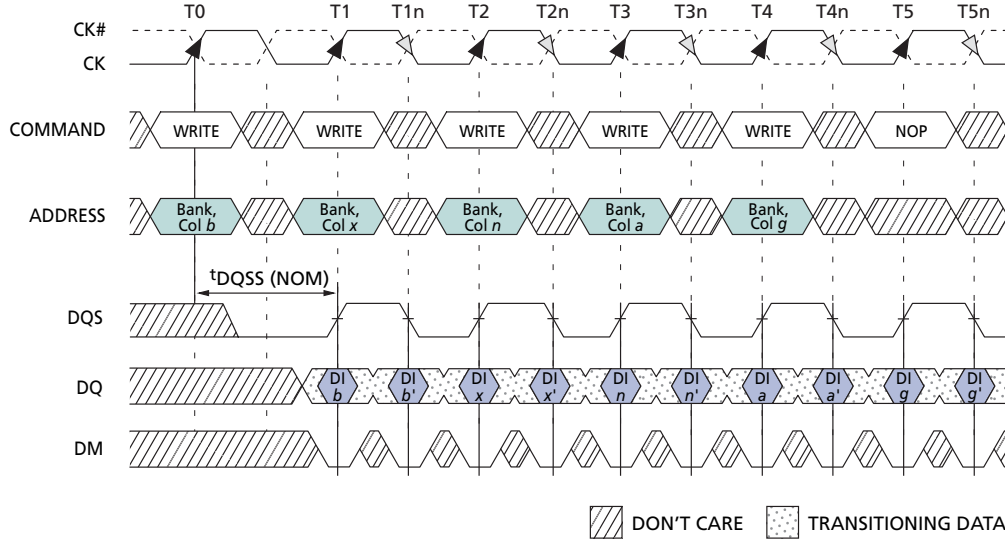 T0 T1 T1n T2 T2n T3 T3n T4 T4n T5 T5n
CK#
CK
COMMAND WRITE WRITE WRITE WRITE WRITE NOP
ADDRESS
Bank, Bank, Bank, Bank, Bank,
Col b Col x Col n Col a Col g
tDQSS (NOM)
DQS
DQ
DI DI DI DI DI DI DI DI DI DI
b b' x x' n n' a a' g g'
DM
DON'T CARE TRANSITIONING DATA